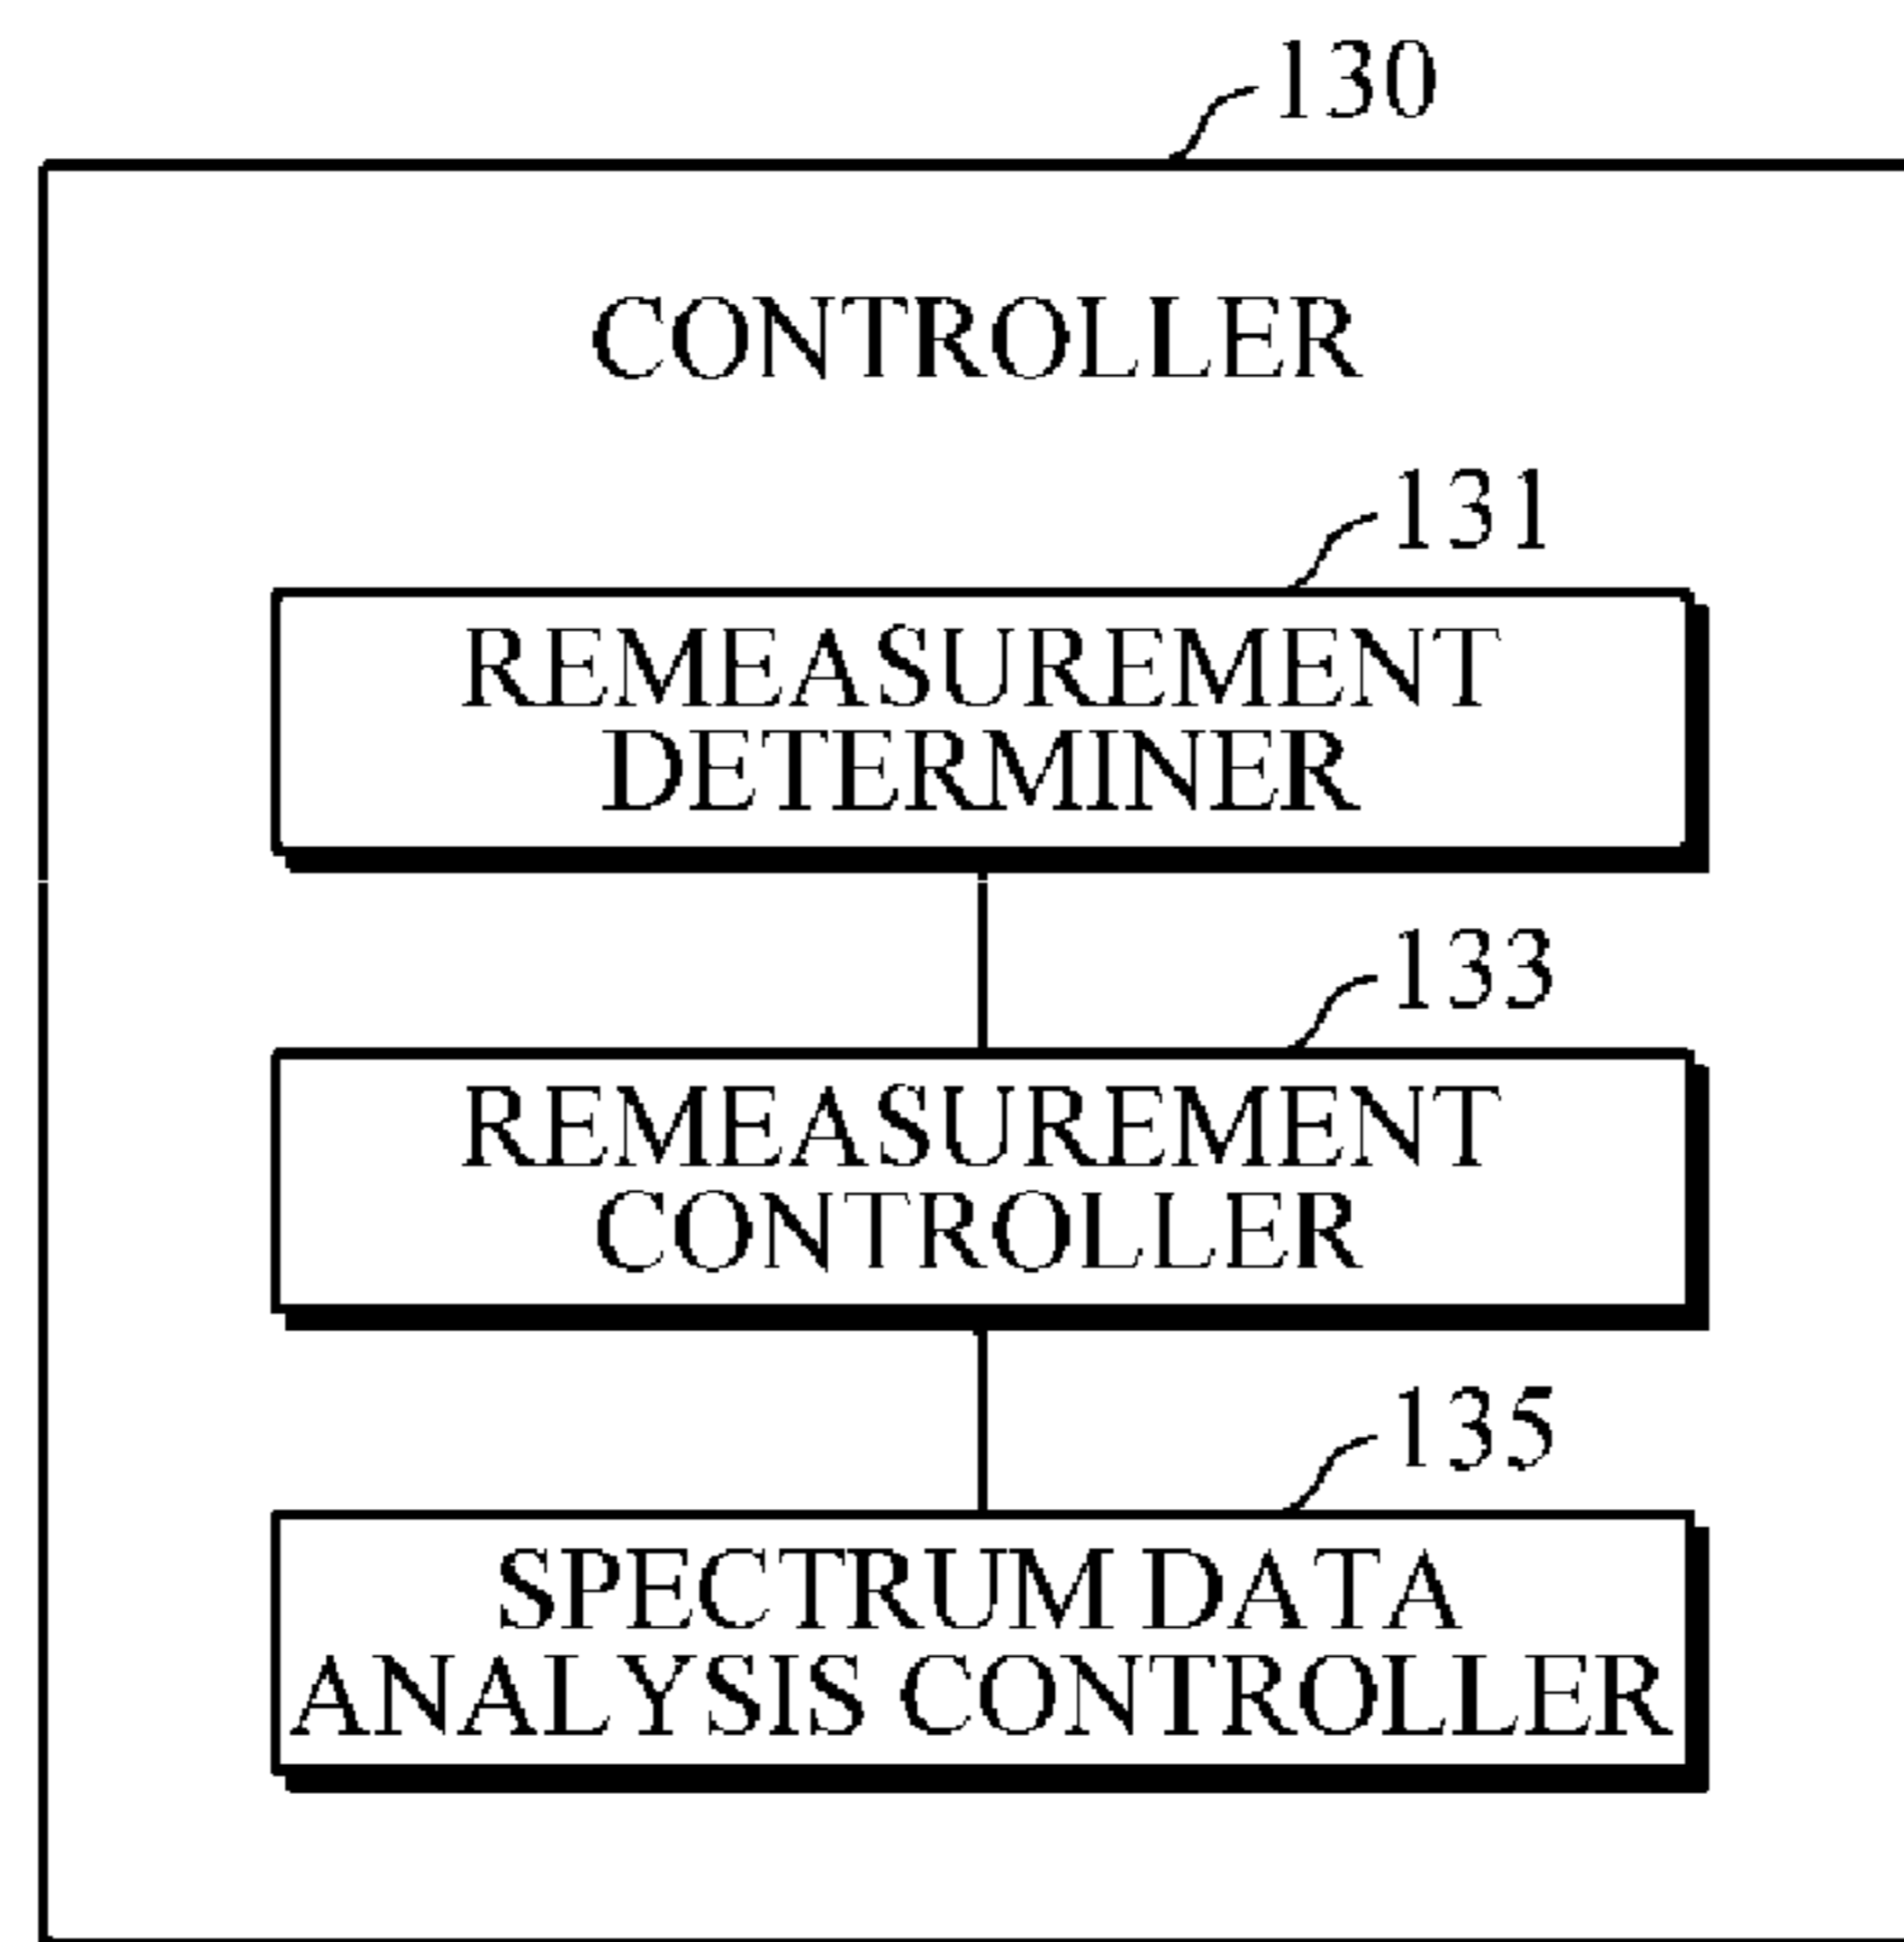 130
CONTROLLER
131
REMEASUREMENT
DETERMINER
133
REMEASUREMENT
CONTROLLER
135
SPECTRUM DATA
ANALYSIS CONTROLLER